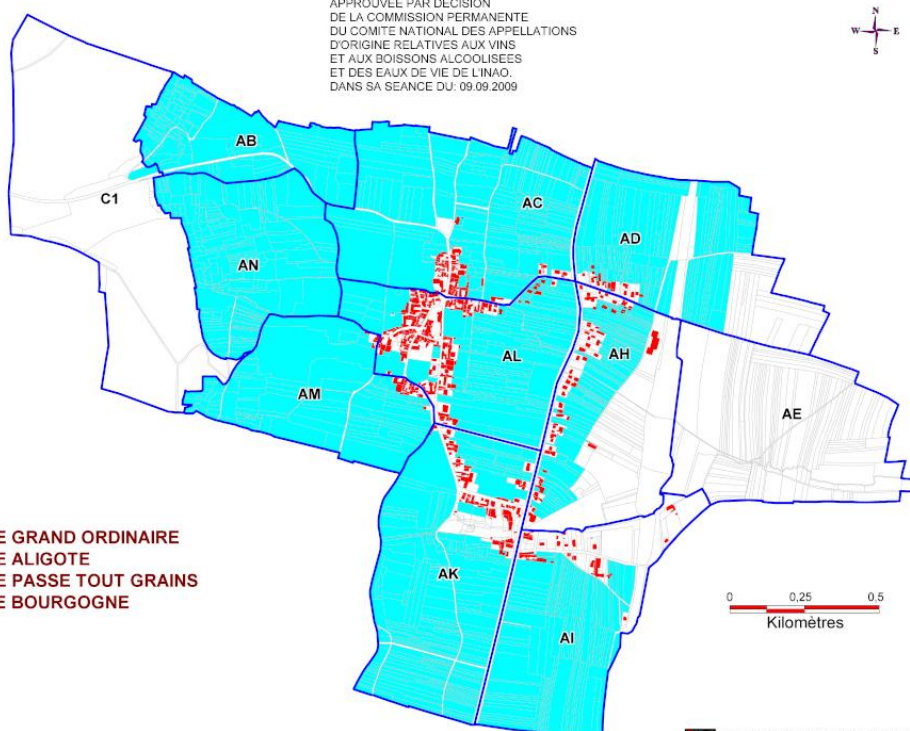 APPROUVEE PAR DECISION
DE LA COMMISSION PERMANENTE
DU COMITE NATIONAL DES APPELLATIONS
D'ORIGINE RELATIVES AUX VINS
ET AUX BOISSONS ALCOOLISEES
ET DES EAUX DE VIE DE L'INAO.
DANS SA SEANCE DU: 09.09.2009
N
W E
S
AB
C1
AC
AD
AN
AL
AH
AM
AE
E GRAND ORDINAIRE
E ALIGOTE
E PASSE TOUT GRAINS
E BOURGOGNE
AK
AI
0 0,25 0,5
Kilomètres